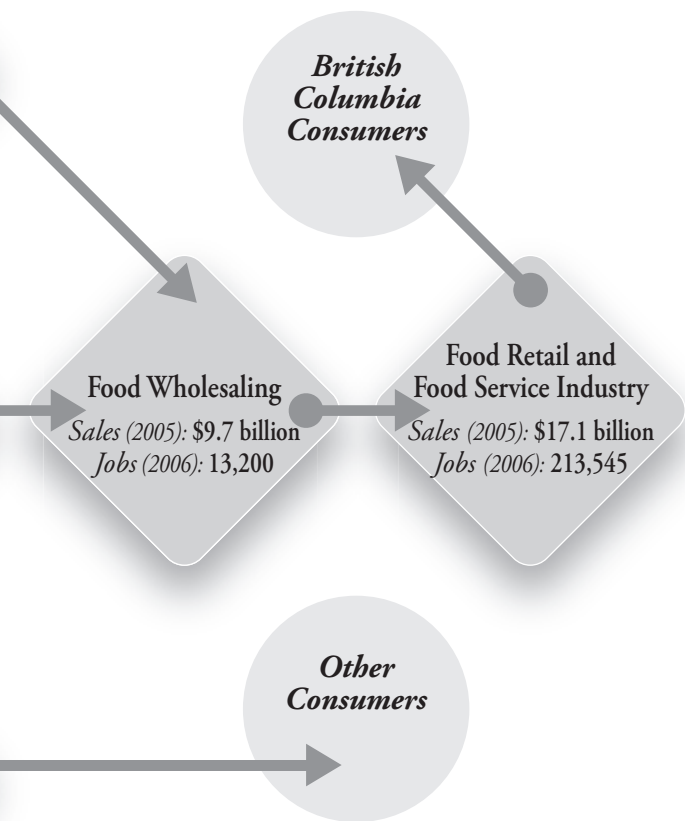 British
Columbia
Consumers
Food Wholesaling
Sales (2005): $9.7 billion
Jobs (2006): 13,200
Food Retail and
Food Service Industry
Sales (2005): $17.1 billion
Jobs (2006): 213,545
Other
Consumers